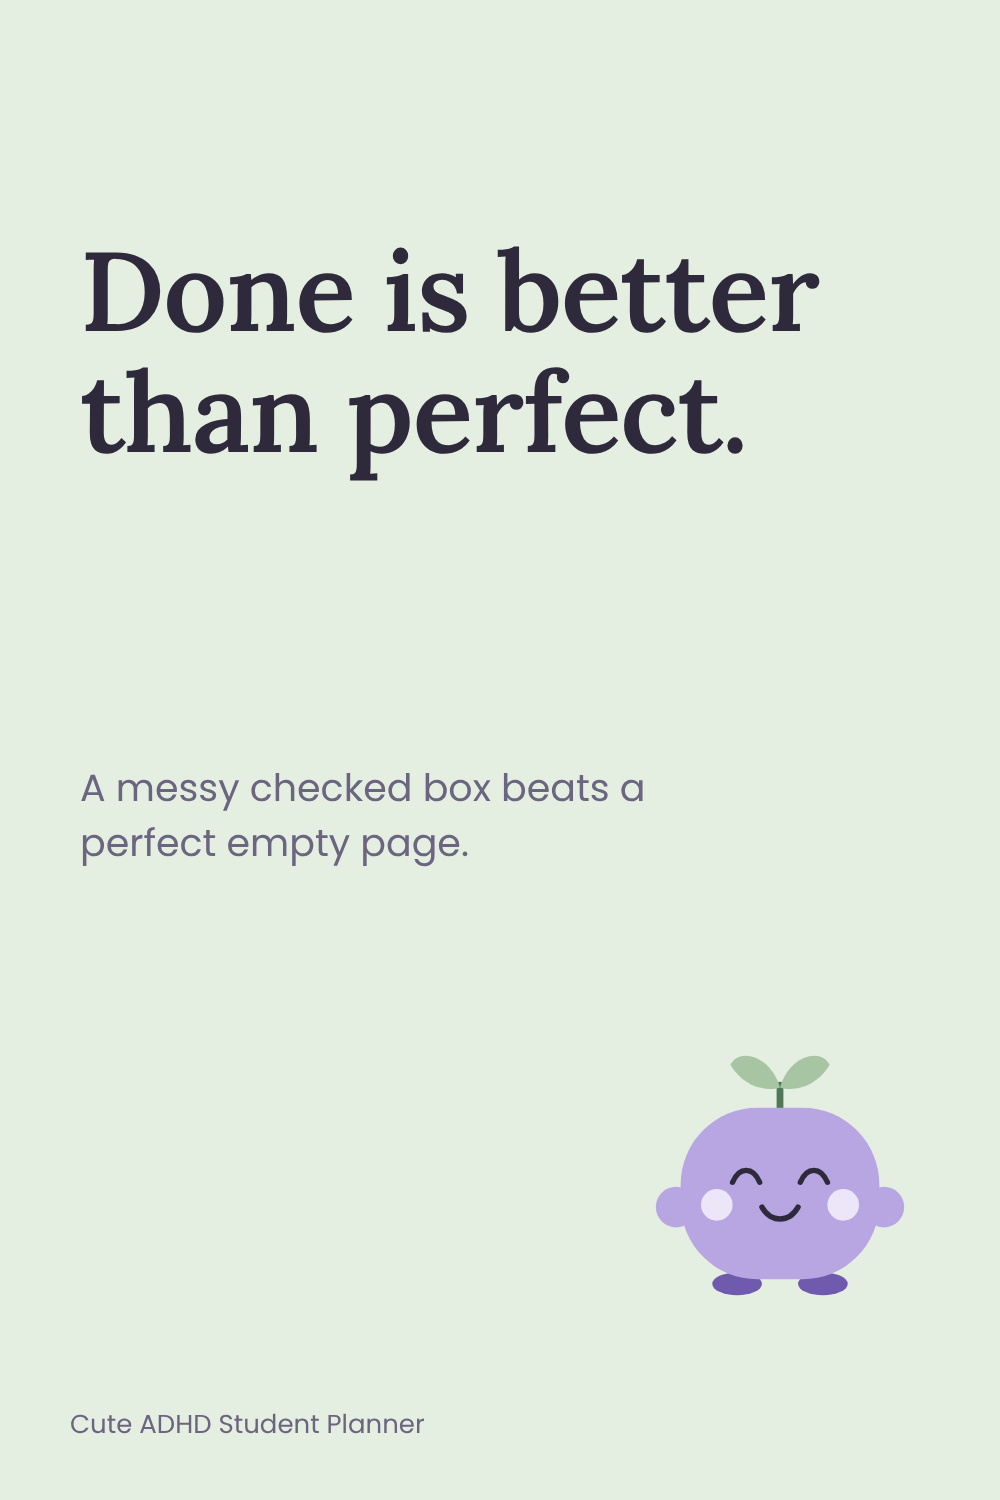 Done is better
than perfect.
A messy checked box beats a
perfect empty page.
Cute ADHD Student Planner